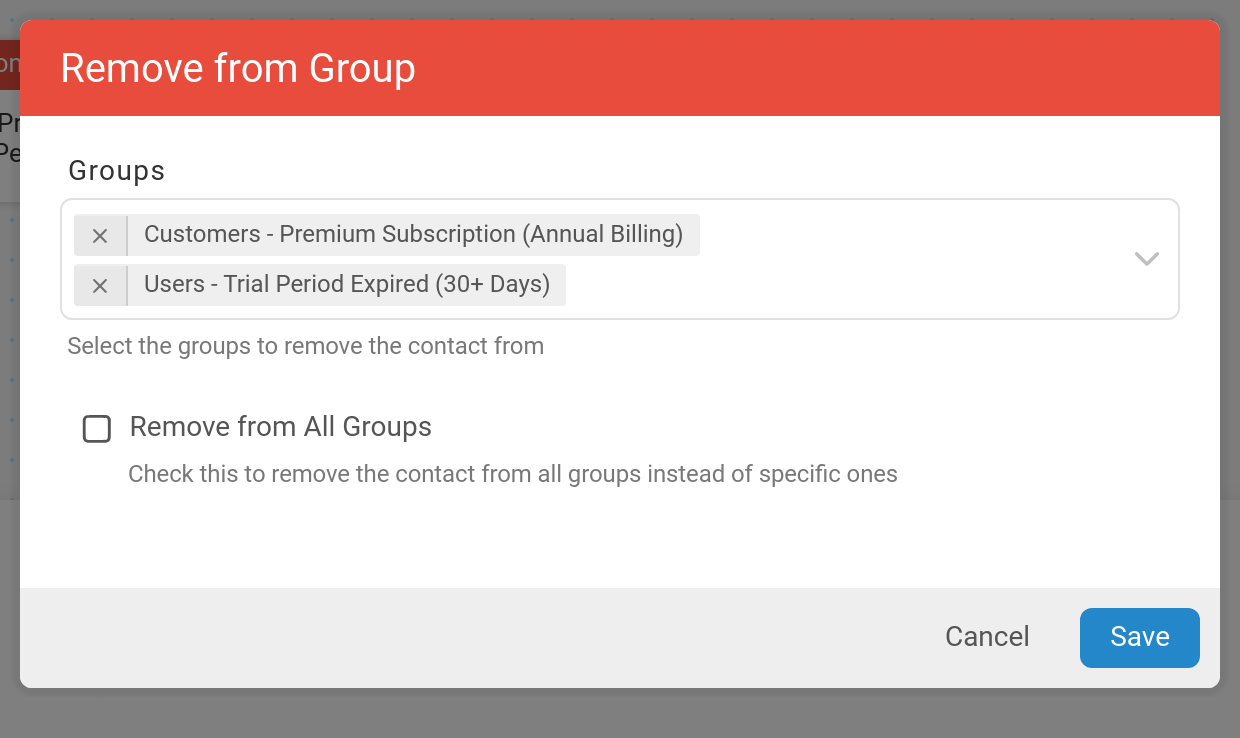 Remove from Group
Groups
Customers - Premium Subscription (Annual Billing)
Users - Trial Period Expired (30+ Days)
Select the groups to remove the contact from
Remove from All Groups
Check this to remove the contact from all groups instead of specific ones
Cancel
Save